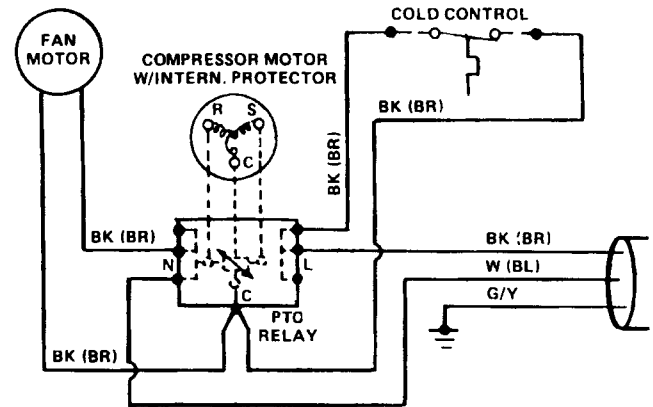 COLD CONTROL
FAN
MOTOR
COMPRESSOR MOTOR
W/INTERN. PROTECTOR
R S
C
BK (BR)
BK (BR)
BK (BR)
BK (BR)
N
L
W (BL)
C
G/Y
PTO
RELAY
BK (BR)